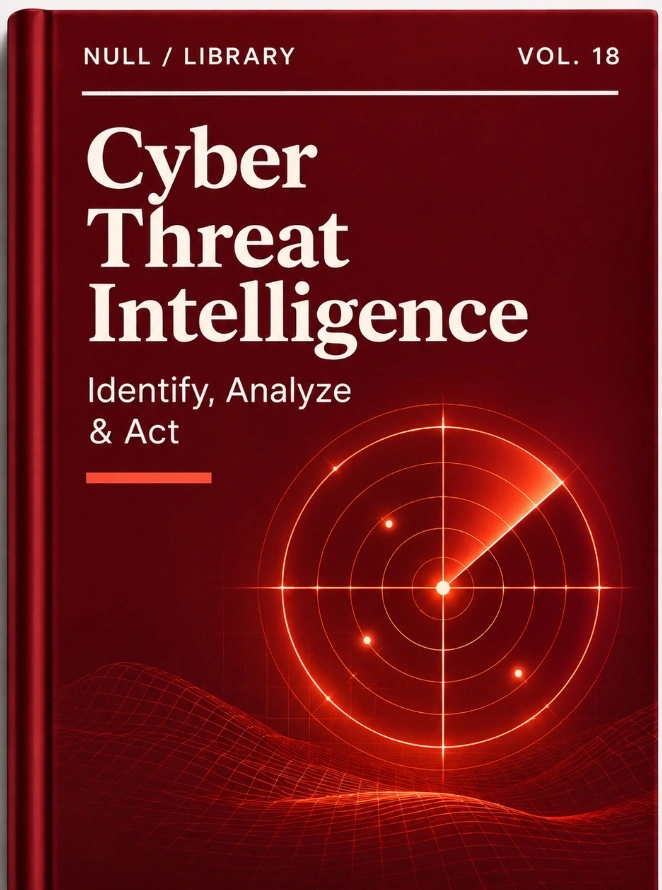 NULL / LIBRARY
VOL. 18
Cyber
Threat
Intelligence
Identify, Analyze
& Act